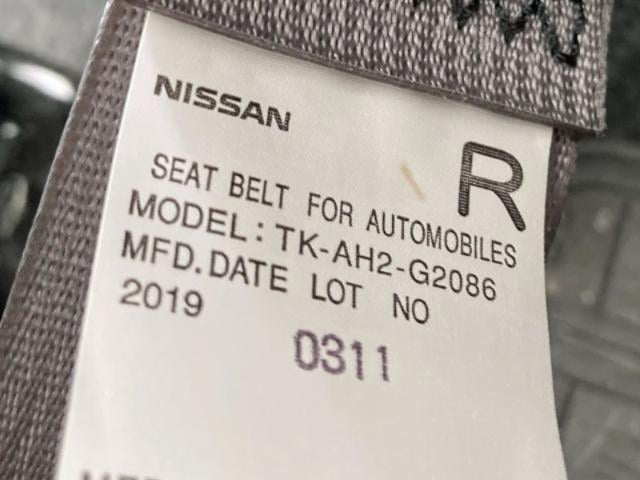 NISSAN
R
SEAT BELT FOR AUTOMOBILES
MODEL: TK-AH2-G2086
MFD.DATE LOT NO
2019
0311